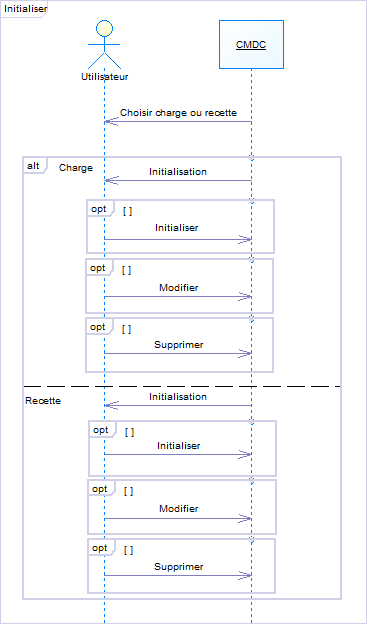 Initialiser
CMDC
Utilisateur
Choisir charge ou recette
alt Charge
Initialisation
opt [ ]
Initialiser
opt [ ]
Modifier
opt [ ]
Supprimer
Recette
Initialisation
opt [ ]
Initialiser
opt [ ]
Modifier
opt [ ]
Supprimer